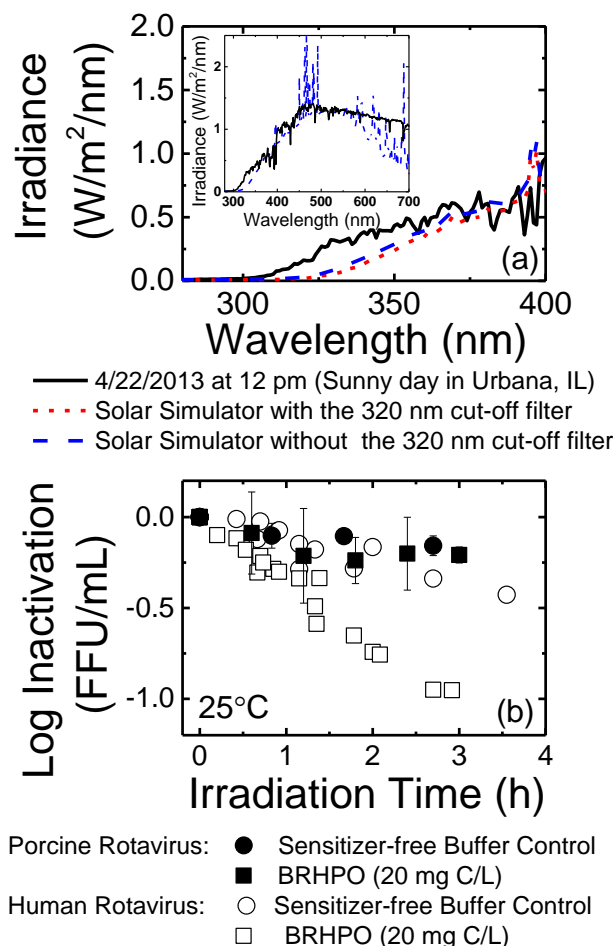 Irradiance
(W/m²/nm)
2.0
1.5
1.0
0.5
0.0
Irradiance (W/m²/nm)
2
1
0
300 400 500 600 700
Wavelength (nm)
(a)
300 350 400
Wavelength (nm)
4/22/2013 at 12 pm (Sunny day in Urbana, IL)
Solar Simulator with the 320 nm cut-off filter
Solar Simulator without the 320 nm cut-off filter
Log Inactivation
(FFU/mL)
0.0
-0.5
-1.0
25°C
(b)
0 1 2 3 4
Irradiation Time (h)
Porcine Rotavirus: Sensitizer-free Buffer Control
BRHPO (20 mg C/L)
Human Rotavirus: Sensitizer-free Buffer Control
BRHPO (20 mg C/L)